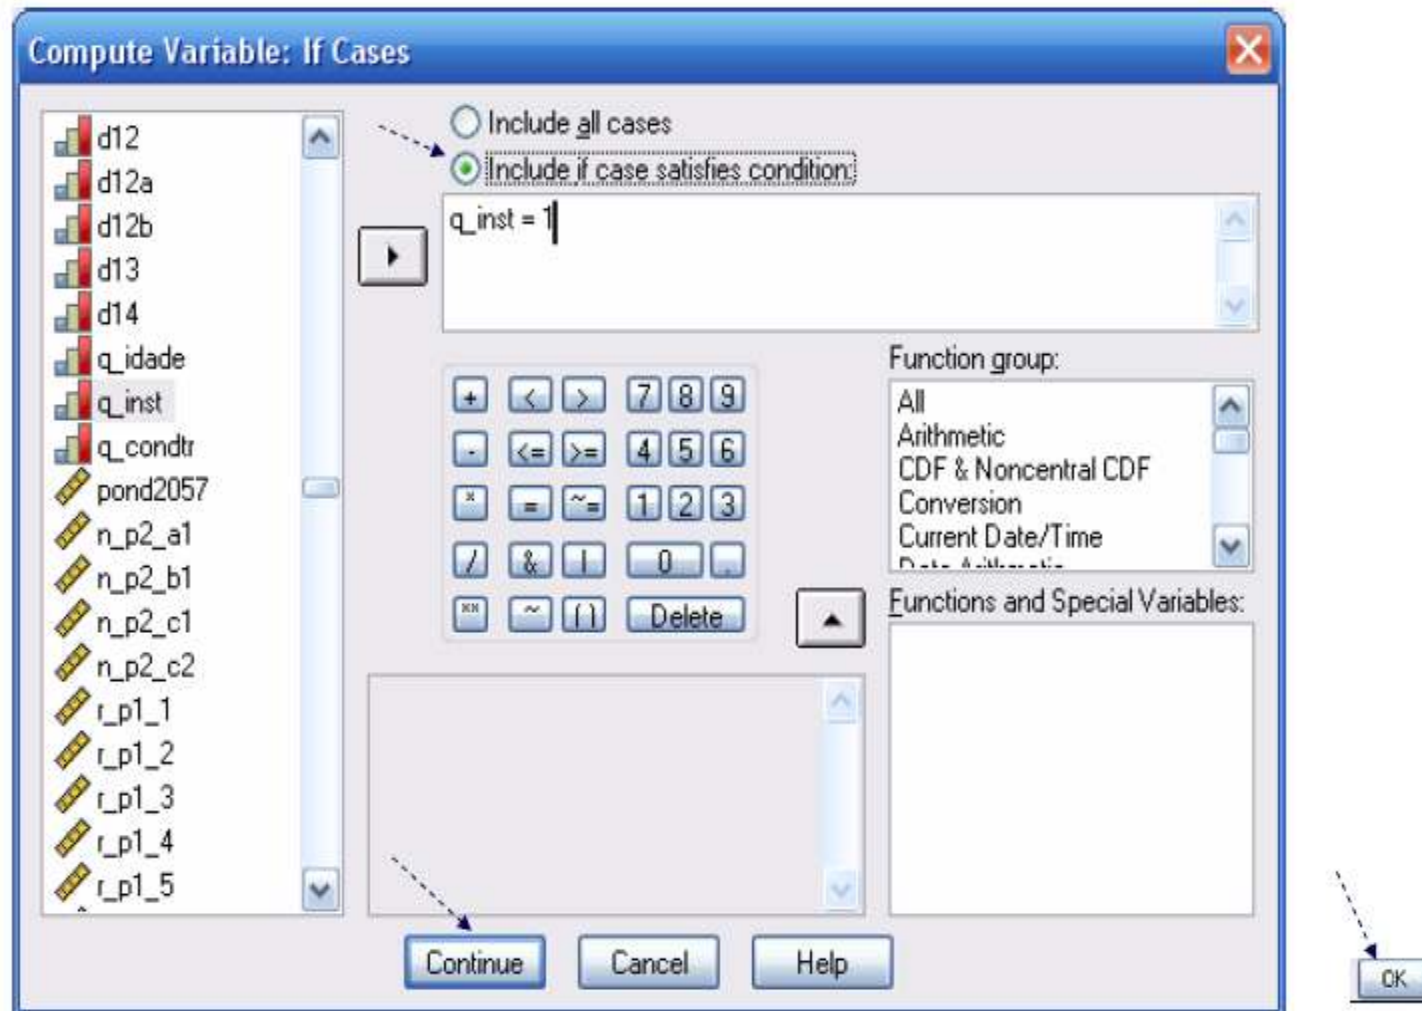 Compute Variable: If Cases
d12
d12a
d12b
d13
d14
q_idade
q_inst
q_condtr
pond2057
n_p2_a1
n_p2_b1
n_p2_c1
n_p2_c2
r_p1_1
r_p1_2
r_p1_3
r_p1_4
r_p1_5
Include all cases
Include if case satisfies condition:
q_inst = 1
+ < > 7 8 9
- <= >= 4 5 6
* = ~= 1 2 3
/ & | 0 .
** ~ () Delete
Function group:
All
Arithmetic
CDF & Noncentral CDF
Conversion
Current Date/Time
Date Arithmetic
Functions and Special Variables:
Continue Cancel Help
OK